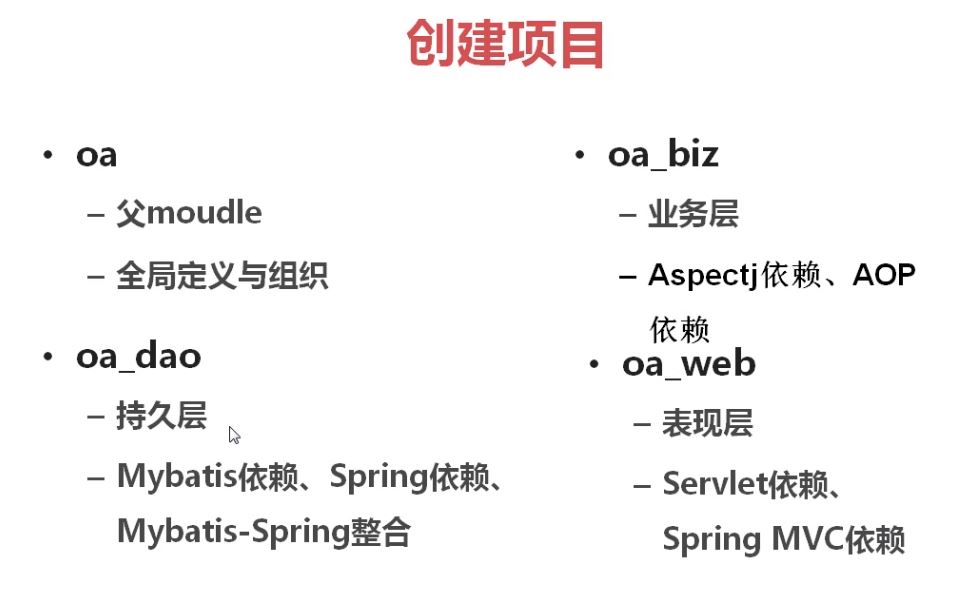 创建项目
• oa
– 父moudle
– 全局定义与组织
• oa_dao
– 持久层
– Mybatis依赖、Spring依赖、
Mybatis-Spring整合
• oa_biz
– 业务层
– Aspectj依赖、AOP
依赖
• oa_web
– 表现层
– Servlet依赖、
Spring MVC依赖